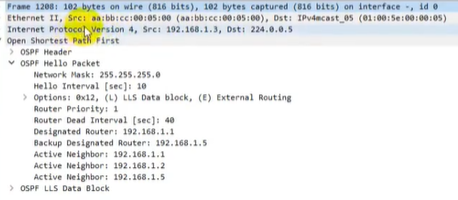 Frame 1208: 102 bytes on wire (816 bits), 102 bytes captured (816 bits) on interface -, id 0
Ethernet II, Src: aa:bb:cc:00:05:00 (aa:bb:cc:00:05:00), Dst: IPv4mcast_05 (01:00:5e:00:00:05)
Internet Protocol Version 4, Src: 192.168.1.3, Dst: 224.0.0.5
Open Shortest Path First
OSPF Header
OSPF Hello Packet
Network Mask: 255.255.255.0
Hello Interval [sec]: 10
Options: 0x12, (L) LLS Data block, (E) External Routing
Router Priority: 1
Router Dead Interval [sec]: 40
Designated Router: 192.168.1.1
Backup Designated Router: 192.168.1.5
Active Neighbor: 192.168.1.1
Active Neighbor: 192.168.1.2
Active Neighbor: 192.168.1.5
OSPF LLS Data Block